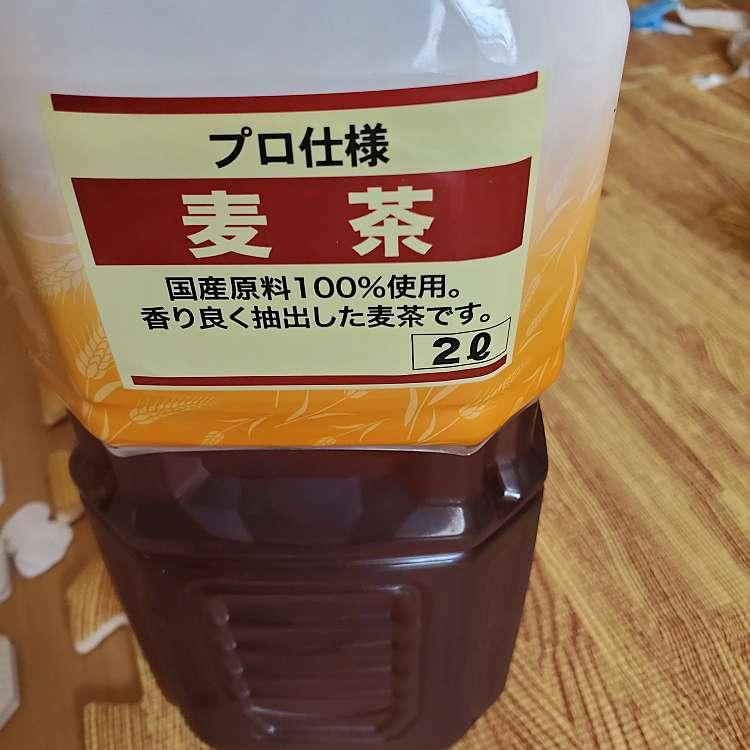 プロ仕様
麦 茶
国産原料100%使用。
香り良く抽出した麦茶です。
2ℓ